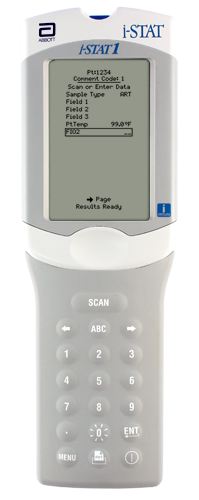 ABBOTT
i-STAT
i-STAT 1
Pt:1234
Comment Code: 1
Scan or Enter Data
Sample Type ART
Field 1
Field 2
Field 3
PtTemp 99.0°F
FIO2 __
→ Page
Results Ready
i
SCAN
← ABC →
1 2 3
4 5 6
7 8 9
. 0 ENT
MENU PRT